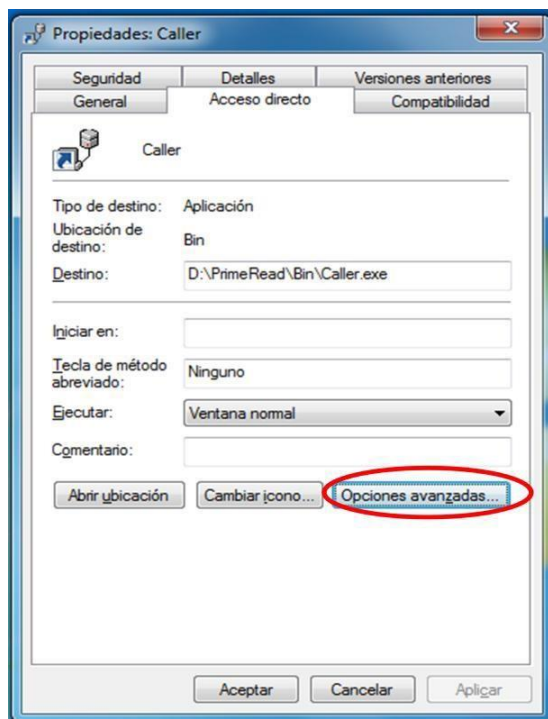 Propiedades: Caller
Seguridad Detalles Versiones anteriores
General Acceso directo Compatibilidad
Caller
Tipo de destino: Aplicación
Ubicación de
destino: Bin
Destino: D:\PrimeRead\Bin\Caller.exe
Iniciar en:
Tecla de método
abreviado: Ninguno
Ejecutar: Ventana normal
Comentario:
Abrir ubicación Cambiar icono... Opciones avanzadas...
Aceptar Cancelar Aplicar